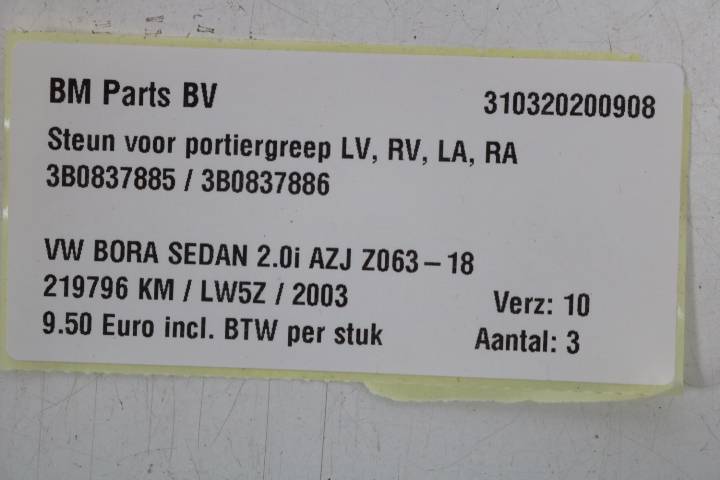 BM Parts BV 310320200908
Steun voor portiergreep LV, RV, LA, RA
3B0837885 / 3B0837886
VW BORA SEDAN 2.0i AZJ Z063-18
219796 KM / LW5Z / 2003 Verz: 10
9.50 Euro incl. BTW per stuk Aantal: 3